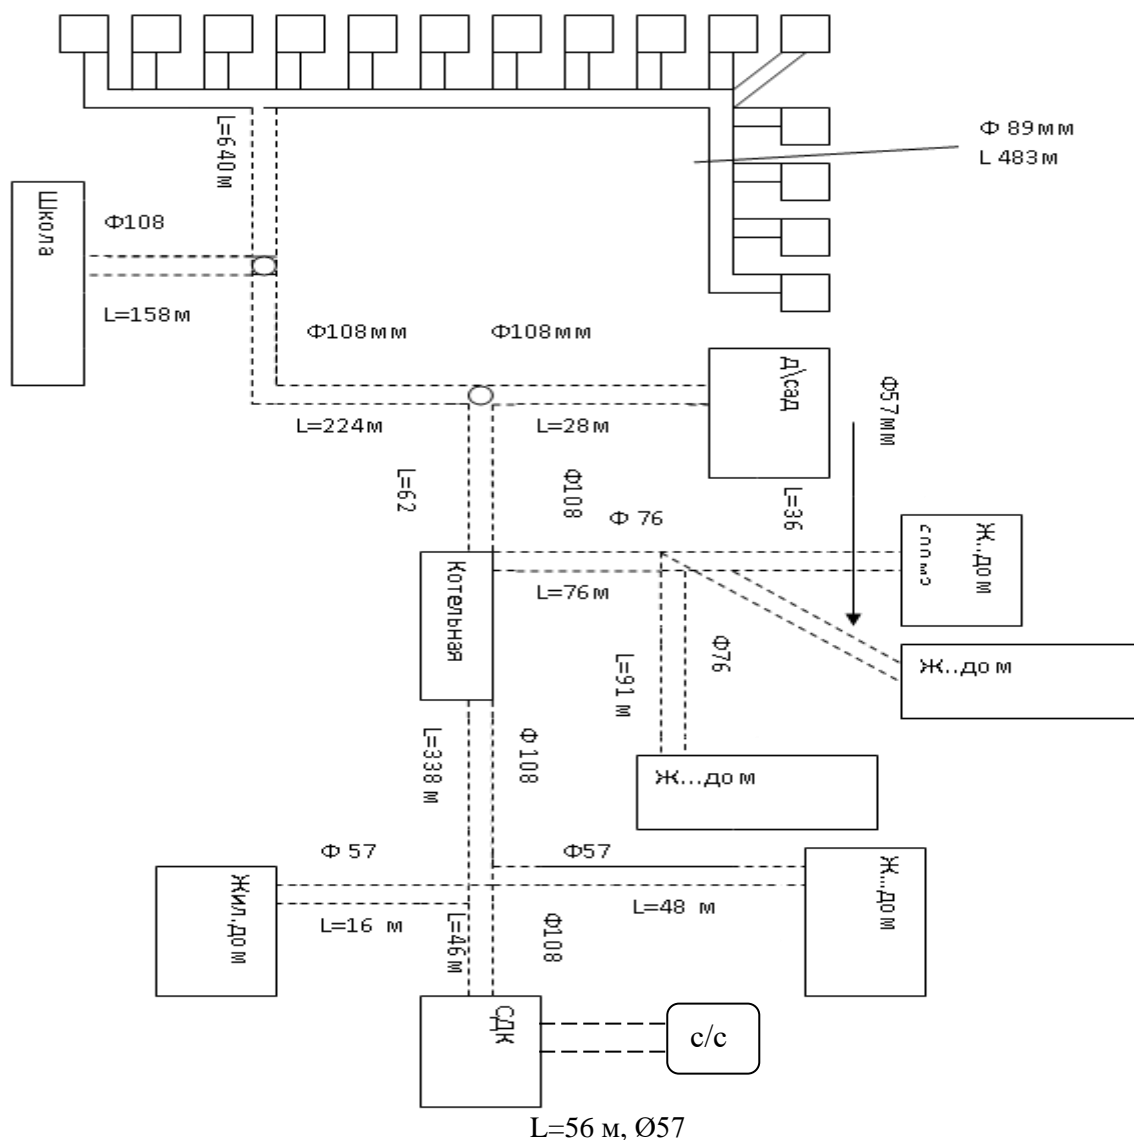 Ф 89мм
L 483м
L=640м
Школа
Ф108
L=158м
Ф108мм
Ф108мм
L=224м
L=28м
Д\сад
Ф57мм
L=62
Ф108
L=36
Ф 76
Ж..дом
Котельная
L=76м
Ф76
L=91 м
Ж..дом
L=338 м
Ф 108
Ж...дом
Ф 57
Ф57
Жил.дом
Ж..дом
L=16 м
L=46м
Ф108
L=48 м
СДК
с/с
L=56 м, Ø57